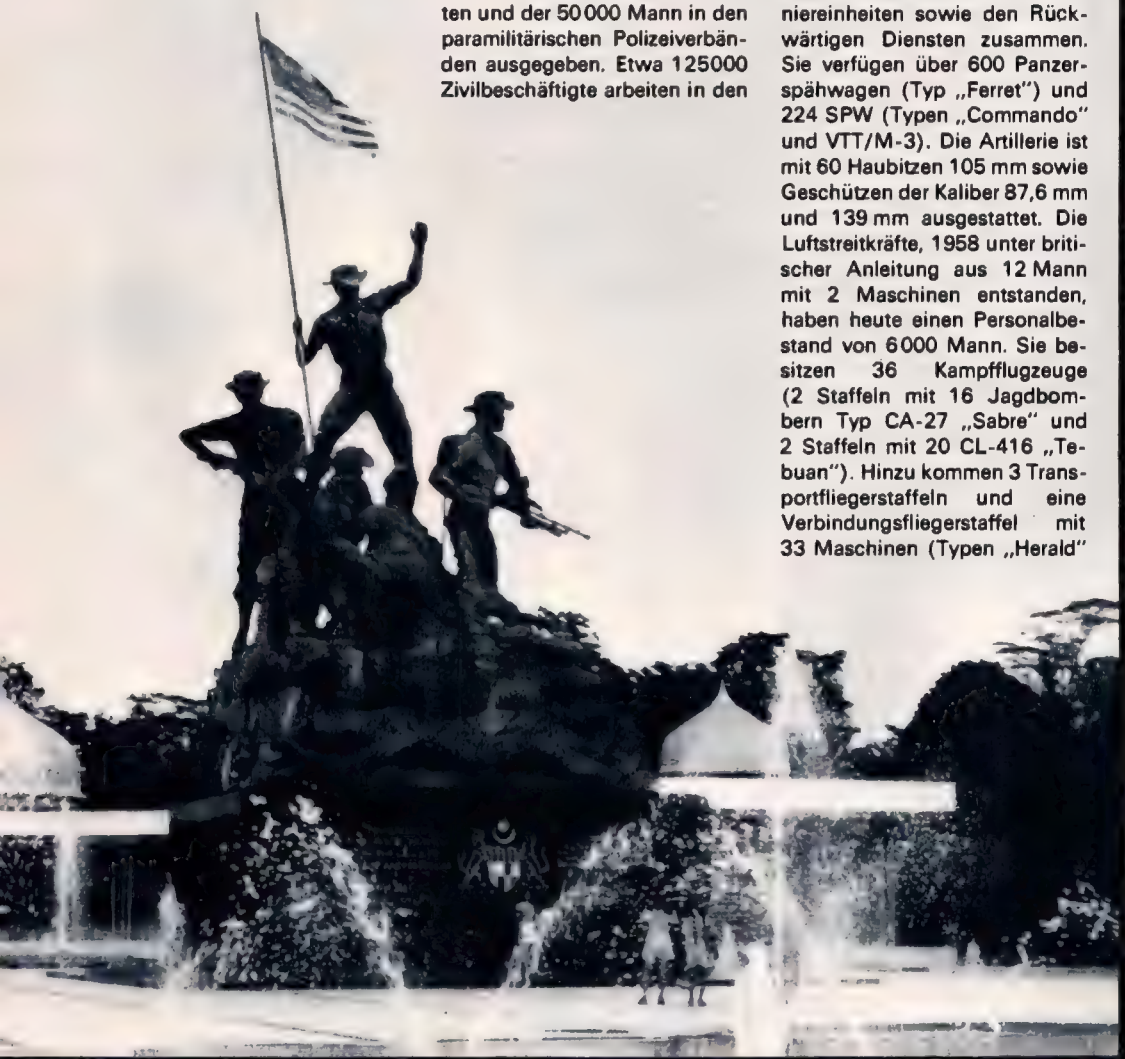 ten und der 50000 Mann in den
paramilitärischen Polizeiverbän-
den ausgegeben. Etwa 125000
Zivilbeschäftigte arbeiten in den
niereinheiten sowie den Rück-
wärtigen Diensten zusammen.
Sie verfügen über 600 Panzer-
spähwagen (Typ „Ferret“) und
224 SPW (Typen „Commando“
und VTT/M-3). Die Artillerie ist
mit 60 Haubitzen 105 mm sowie
Geschützen der Kaliber 87,6 mm
und 139 mm ausgestattet. Die
Luftstreitkräfte, 1958 unter briti-
scher Anleitung aus 12 Mann
mit 2 Maschinen entstanden,
haben heute einen Personalbe-
stand von 6000 Mann. Sie be-
sitzen 36 Kampfflugzeuge
(2 Staffeln mit 16 Jagdbom-
bern Typ CA-27 „Sabre“ und
2 Staffeln mit 20 CL-416 „Te-
buan“). Hinzu kommen 3 Trans-
portfliegerstaffeln und eine
Verbindungsfliegerstaffel mit
33 Maschinen (Typen „Herald“